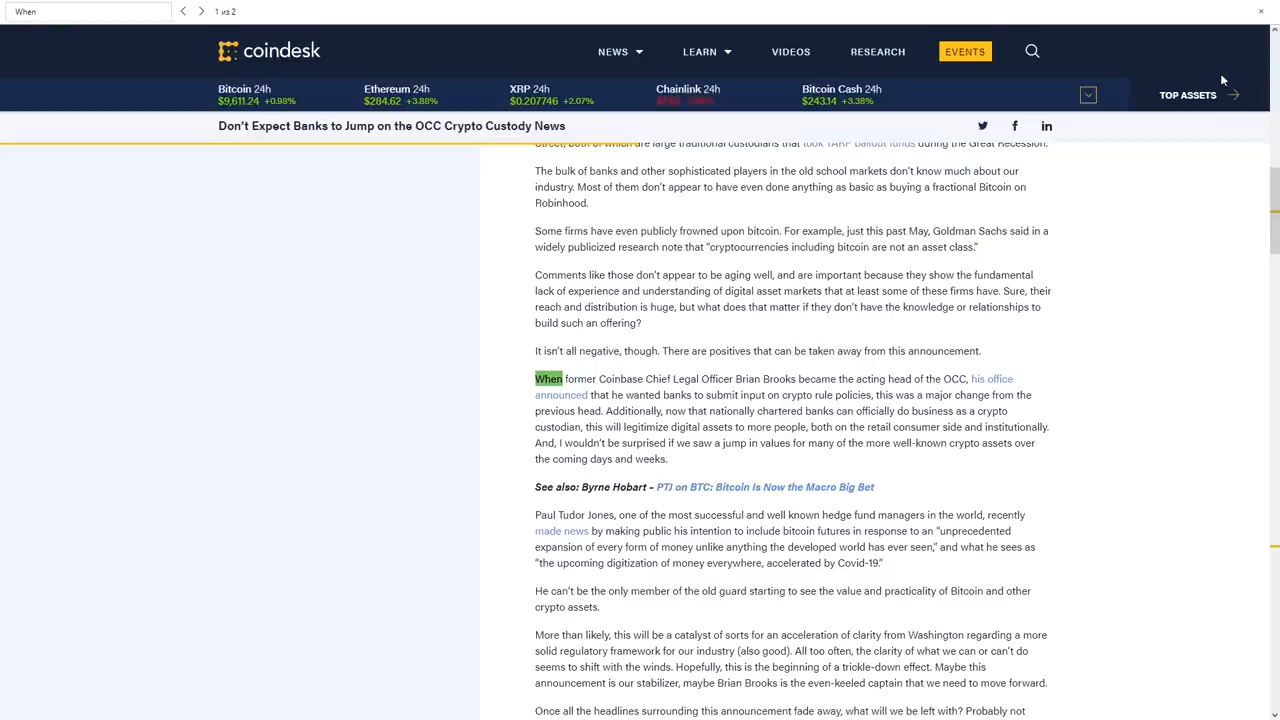 When
1 из 2
coindesk
NEWS LEARN VIDEOS RESEARCH EVENTS
Bitcoin 24h Ethereum 24h XRP 24h Chainlink 24h Bitcoin Cash 24h
$9,611.24 +0.98% $284.62 +3.88% $0.207746 +2.07% $243.14 +3.38%
TOP ASSETS
Don't Expect Banks to Jump on the OCC Crypto Custody News
Street, both of which are large traditional custodians that took TARP bailout funds during the Great Recession.
The bulk of banks and other sophisticated players in the old school markets don't know much about our
industry. Most of them don't appear to have even done anything as basic as buying a fractional Bitcoin on
Robinhood.
Some firms have even publicly frowned upon bitcoin. For example, just this past May, Goldman Sachs said in a
widely publicized research note that "cryptocurrencies including bitcoin are not an asset class."
Comments like those don't appear to be aging well, and are important because they show the fundamental
lack of experience and understanding of digital asset markets that at least some of these firms have. Sure, their
reach and distribution is huge, but what does that matter if they don't have the knowledge or relationships to
build such an offering?
It isn't all negative, though. There are positives that can be taken away from this announcement.
When former Coinbase Chief Legal Officer Brian Brooks became the acting head of the OCC, his office
announced that he wanted banks to submit input on crypto rule policies, this was a major change from the
previous head. Additionally, now that nationally chartered banks can officially do business as a crypto
custodian, this will legitimize digital assets to more people, both on the retail consumer side and institutionally.
And, I wouldn't be surprised if we saw a jump in values for many of the more well-known crypto assets over
the coming days and weeks.
See also: Byrne Hobart – PTJ on BTC: Bitcoin Is Now the Macro Big Bet
Paul Tudor Jones, one of the most successful and well known hedge fund managers in the world, recently
made news by making public his intention to include bitcoin futures in response to an "unprecedented
expansion of every form of money unlike anything the developed world has ever seen," and what he sees as
"the upcoming digitization of money everywhere, accelerated by Covid-19."
He can't be the only member of the old guard starting to see the value and practicality of Bitcoin and other
crypto assets.
More than likely, this will be a catalyst of sorts for an acceleration of clarity from Washington regarding a more
solid regulatory framework for our industry (also good). All too often, the clarity of what we can or can't do
seems to shift with the winds. Hopefully, this is the beginning of a trickle-down effect. Maybe this
announcement is our stabilizer, maybe Brian Brooks is the even-keeled captain that we need to move forward.
Once all the headlines surrounding this announcement fade away, what will we be left with? Probably not